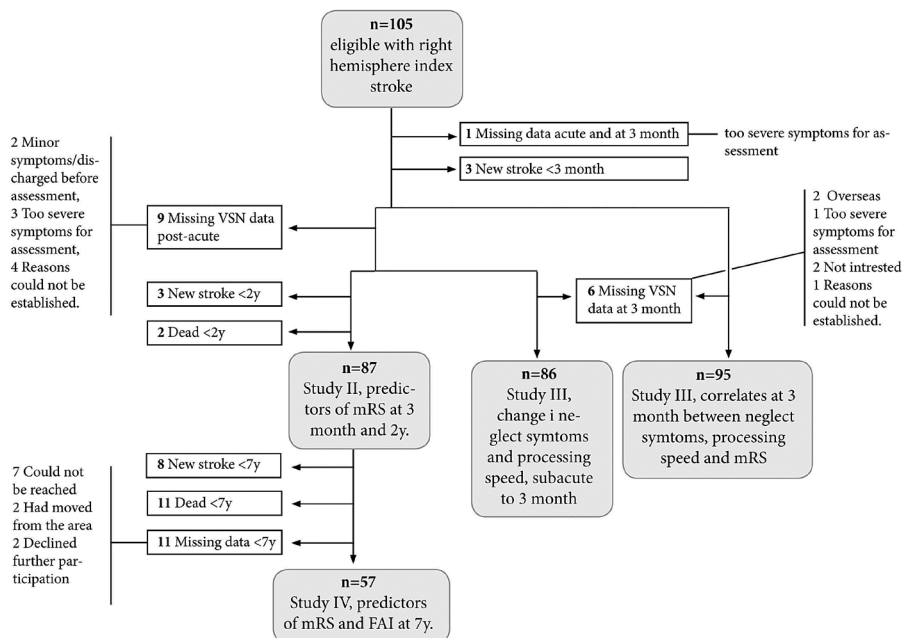 n=105
eligible with right
hemisphere index
stroke
1 Missing data acute and at 3 month
too severe symptoms for as-
sessment
3 New stroke <3 month
2 Minor
symptoms/dis-
charged before
assessment,
3 Too severe
symptoms for
assessment,
4 Reasons
could not be
established.
9 Missing VSN data
post-acute
2 Overseas
1 Too severe
symptoms for
assessment
2 Not intrested
1 Reasons
could not be
established.
3 New stroke <2y
6 Missing VSN
data at 3 month
2 Dead <2y
n=87
Study II, predic-
tors of mRS at 3
month and 2y.
n=86
Study III,
change i ne-
glect symtoms
and processing
speed, subacute
to 3 month
n=95
Study III, correlates at 3
month between neglect
symtoms, processing
speed and mRS
7 Could not
be reached
2 Had moved
from the area
2 Declined
further par-
ticipation
8 New stroke <7y
11 Dead <7y
11 Missing data <7y
n=57
Study IV, predictors
of mRS and FAI at 7y.